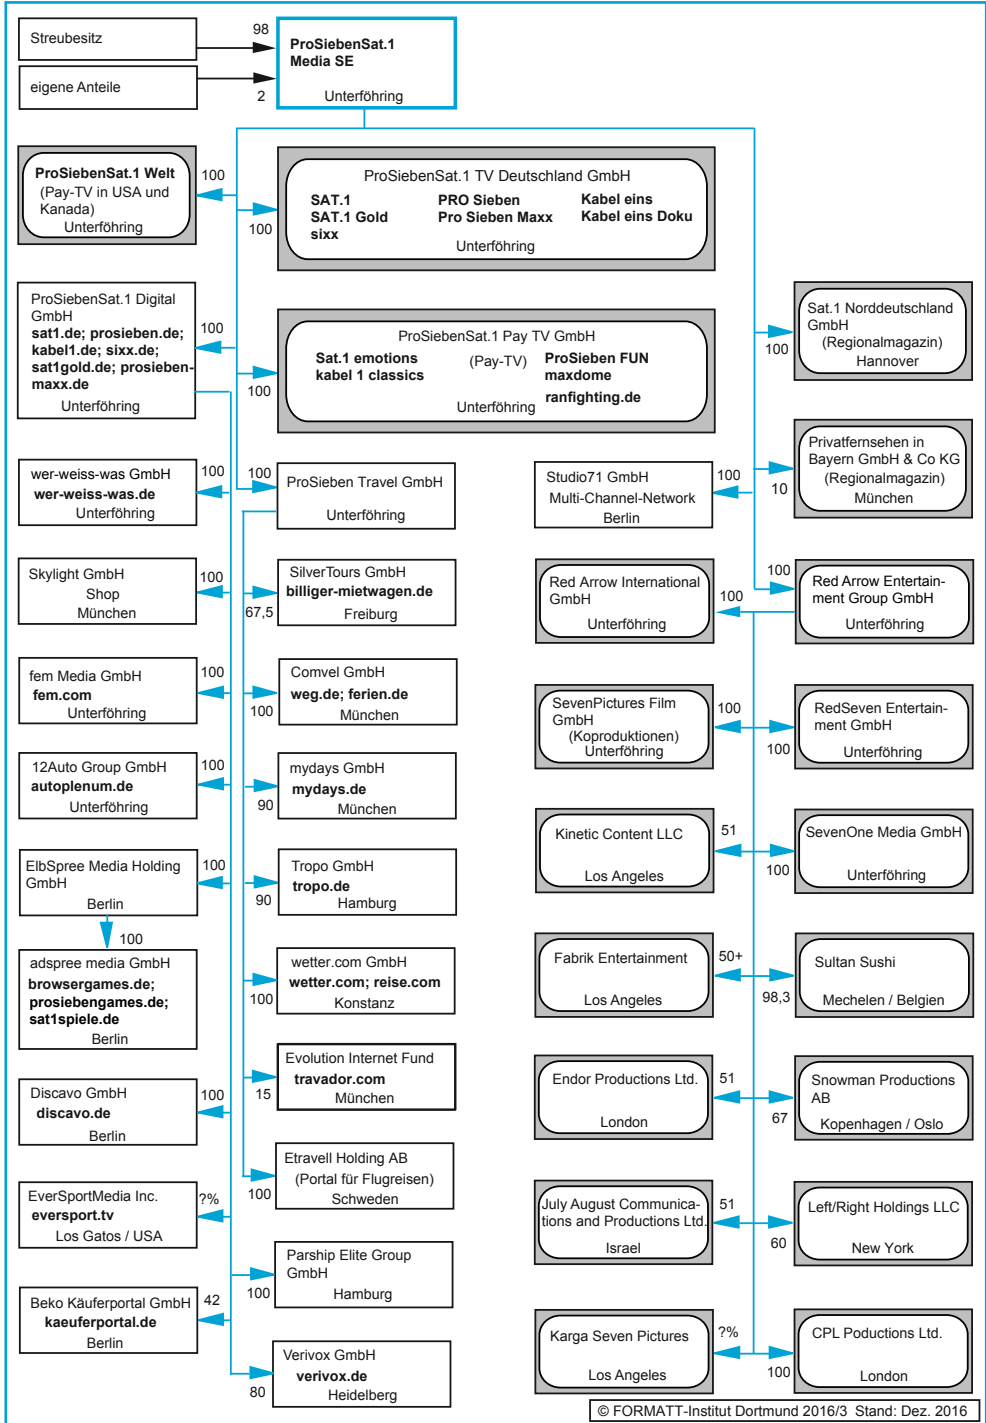 Streubesitz
98
ProSiebenSat.1
Media SE
Unterföhring
eigene Anteile
2
ProSiebenSat.1 Welt
(Pay-TV in USA und
Kanada)
Unterföhring
100
ProSiebenSat.1 TV Deutschland GmbH
SAT.1 PRO Sieben Kabel eins
SAT.1 Gold Pro Sieben Maxx Kabel eins Doku
sixx
Unterföhring
100
ProSiebenSat.1 Digital
GmbH
sat1.de; prosieben.de;
kabel1.de; sixx.de;
sat1gold.de; prosieben-
maxx.de
Unterföhring
100
ProSiebenSat.1 Pay TV GmbH
Sat.1 emotions (Pay-TV) ProSieben FUN
kabel 1 classics maxdome
ranfighting.de
Unterföhring
100
Sat.1 Norddeutschland
GmbH
(Regionalmagazin)
Hannover
100
wer-weiss-was GmbH
wer-weiss-was.de
Unterföhring
100
100
ProSieben Travel GmbH
Unterföhring
Studio71 GmbH
Multi-Channel-Network
Berlin
100
Privatfernsehen in
Bayern GmbH & Co KG
(Regionalmagazin)
München
10
Skylight GmbH
Shop
München
100
SilverTours GmbH
billiger-mietwagen.de
Freiburg
67,5
Red Arrow International
GmbH
Unterföhring
100
100
Red Arrow Entertain-
ment Group GmbH
Unterföhring
fem Media GmbH
fem.com
Unterföhring
100
Comvel GmbH
weg.de; ferien.de
München
100
SevenPictures Film
GmbH
(Koproduktionen)
Unterföhring
100
RedSeven Entertain-
ment GmbH
Unterföhring
100
12Auto Group GmbH
autoplenum.de
Unterföhring
100
mydays GmbH
mydays.de
München
90
Kinetic Content LLC
Los Angeles
51
SevenOne Media GmbH
Unterföhring
100
ElbSpree Media Holding
GmbH
Berlin
100
Tropo GmbH
tropo.de
Hamburg
90
100
adspree media GmbH
browsergames.de;
prosiebengames;
sat1spiele.de
Berlin
wetter.com GmbH
wetter.com; reise.com
Konstanz
100
Fabrik Entertainment
Los Angeles
50+
Sultan Sushi
Mechelen / Belgien
98,3
Evolution Internet Fund
travador.com
München
15
Discavo GmbH
discavo.de
Berlin
100
Endor Productions Ltd.
London
51
Snowman Productions
AB
Kopenhagen / Oslo
67
Etravell Holding AB
(Portal für Flugreisen)
Schweden
100
EverSportMedia Inc.
eversport.tv
Los Gatos / USA
?%
July August Communica-
tions and Productions Ltd.
Israel
51
Left/Right Holdings LLC
New York
60
Parship Elite Group
GmbH
Hamburg
100
Beko Käuferportal GmbH
kaeuferportal.de
Berlin
42
Karga Seven Pictures
Los Angeles
?%
CPL Poductions Ltd.
London
100
Verivox GmbH
verivox.de
Heidelberg
80
© FORMATT-Institut Dortmund 2016/3 Stand: Dez. 2016